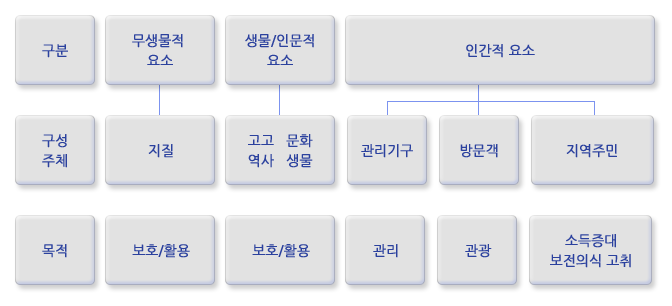 구분
무생물적
요소
생물/인문적
요소
인간적 요소
구성
주체
지질
고고 문화
역사 생물
관리기구
방문객
지역주민
목적
보호/활용
보호/활용
관리
관광
소득증대
보전의식 고취